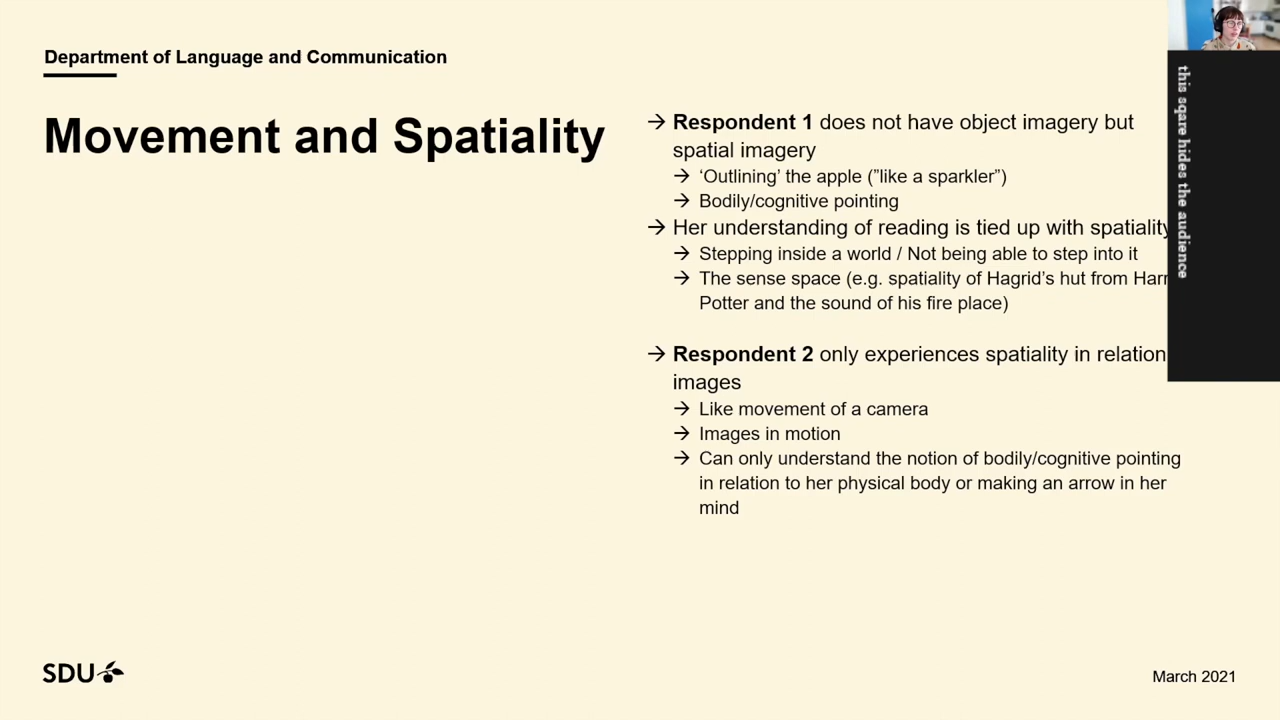 Department of Language and Communication
Movement and Spatiality
→ Respondent 1 does not have object imagery but
spatial imagery
→ ‘Outlining’ the apple (”like a sparkler”)
→ Bodily/cognitive pointing
→ Her understanding of reading is tied up with spatiality
→ Stepping inside a world / Not being able to step into it
→ The sense space (e.g. spatiality of Hagrid’s hut from Harr
Potter and the sound of his fire place)
→ Respondent 2 only experiences spatiality in relation
images
→ Like movement of a camera
→ Images in motion
→ Can only understand the notion of bodily/cognitive pointing
in relation to her physical body or making an arrow in her
mind
this sqare hides the audience
SDU
March 2021